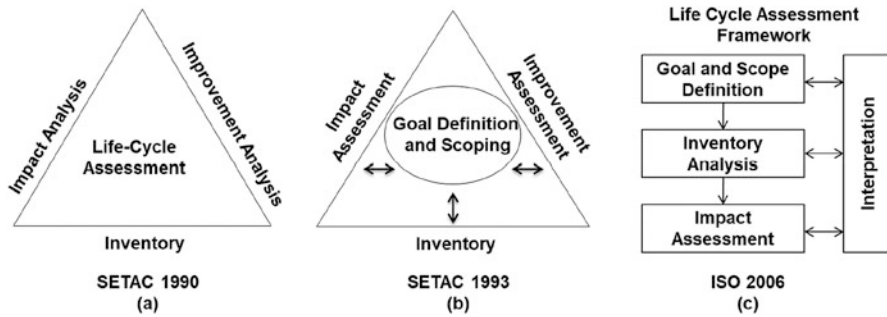 Impact Analysis
Improvement Analysis
Life-Cycle
Assessment
Inventory
SETAC 1990
(a)
Impact
Assessment
Improvement
Assessment
Goal Definition
and Scoping
Inventory
SETAC 1993
(b)
Life Cycle Assessment
Framework
Goal and Scope
Definition
Inventory
Analysis
Impact
Assessment
Interpretation
ISO 2006
(c)